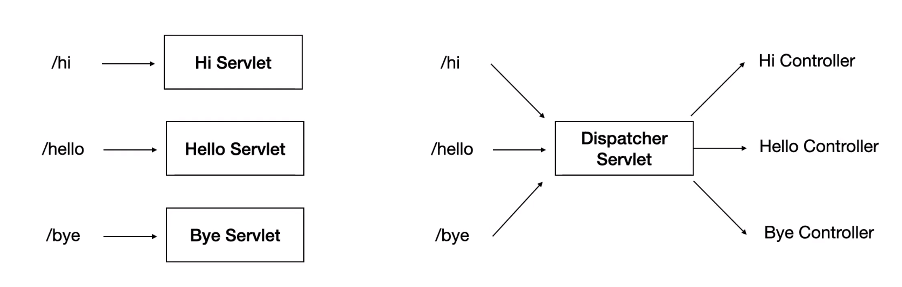 /hi
Hi Servlet
/hello
Hello Servlet
/bye
Bye Servlet
/hi
/hello
/bye
Dispatcher
Servlet
Hi Controller
Hello Controller
Bye Controller